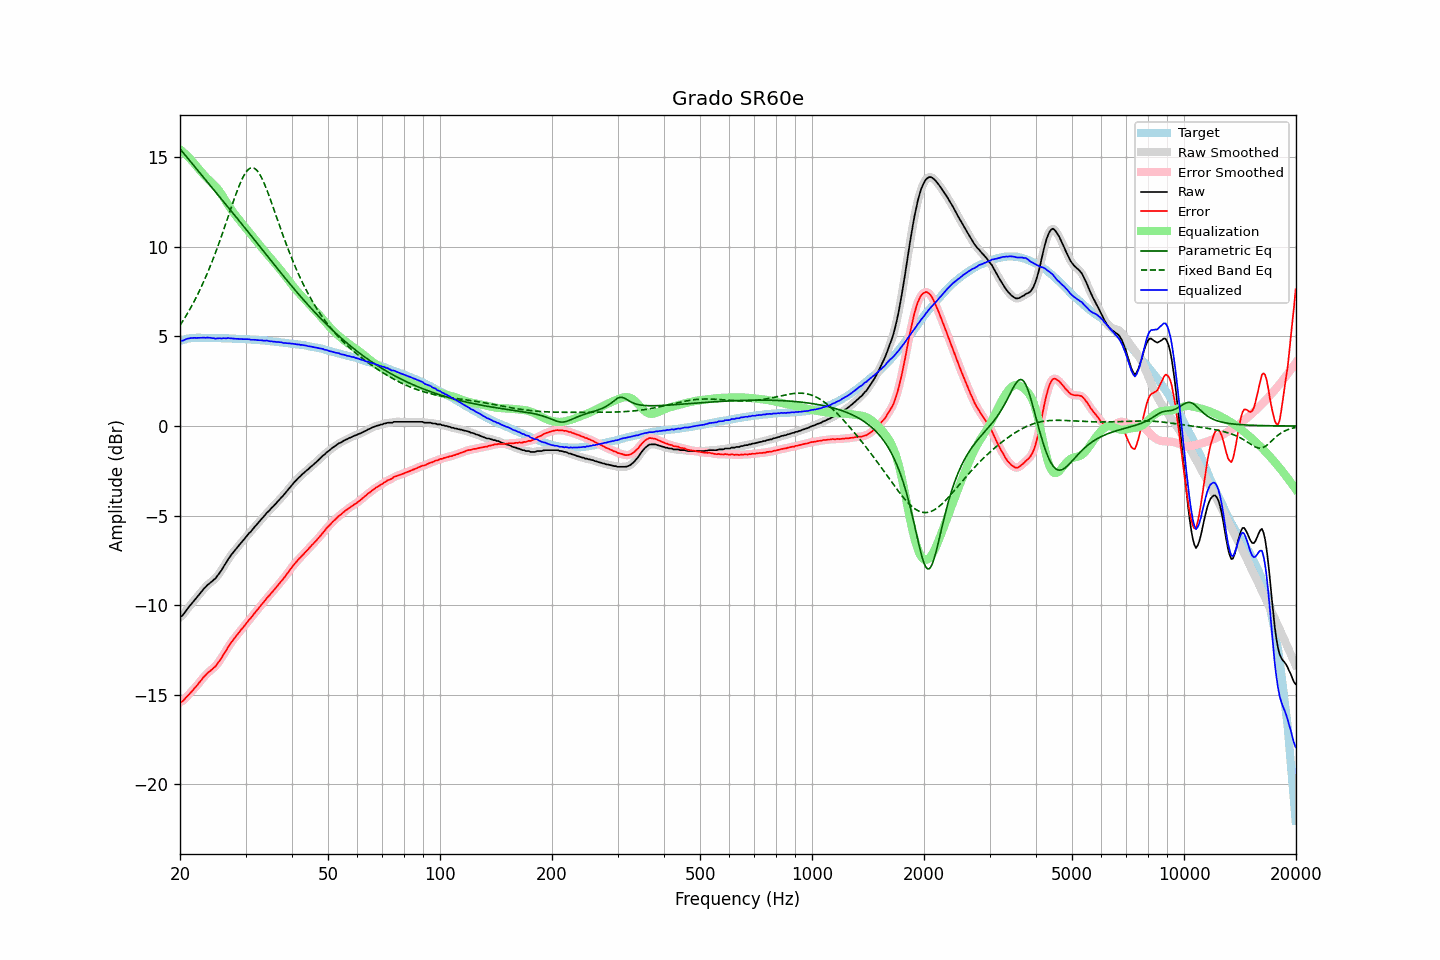 Grado SR60e
Amplitude (dBr)
15
10
5
0
−5
−10
−15
−20
Target
Raw Smoothed
Error Smoothed
Raw
Error
Equalization
Parametric Eq
Fixed Band Eq
Equalized
20 50 100 200 500 1000 2000 5000 10000 20000
Frequency (Hz)